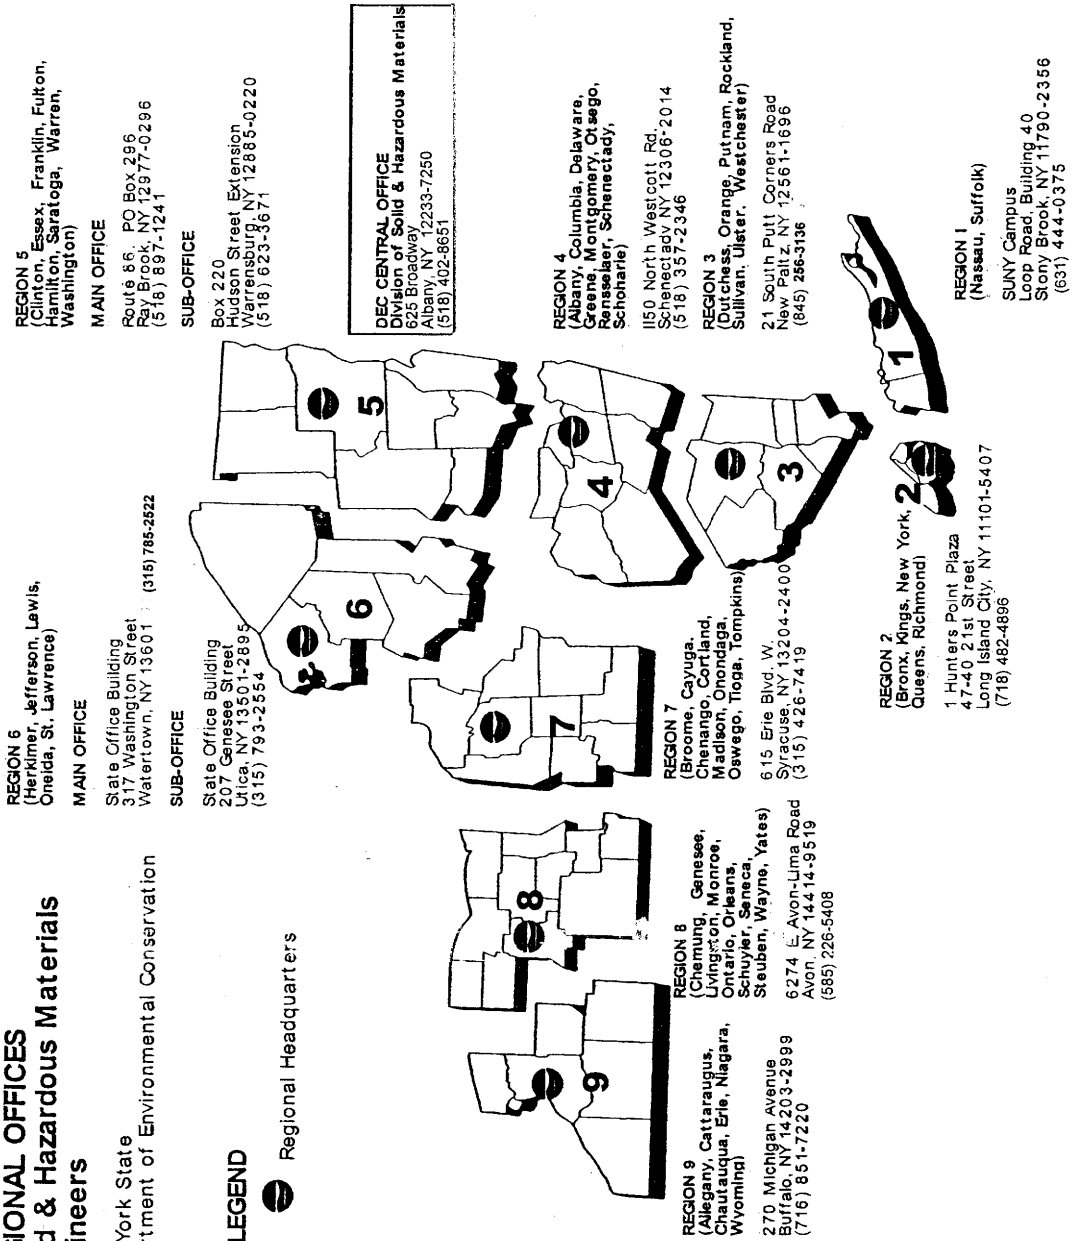 IONAL OFFICES
d & Hazardous Materials
ineers
York State
tment of Environmental Conservation
LEGEND
Regional Headquarters
REGION 6
(Herkimer, Jefferson, Lewis,
Oneida, St. Lawrence)
MAIN OFFICE
State Office Building
317 Washington Street
Watertown, NY 13601 (315) 785-2522
SUB-OFFICE
State Office Building
207 Genesee Street
Utica, NY 13501-2895
(315) 793-2554
REGION 5
(Clinton, Essex, Franklin, Fulton,
Hamilton, Saratoga, Warren,
Washington)
MAIN OFFICE
Route 86, PO Box 296
Ray Brook, NY 12977-0296
(518) 897-1241
SUB-OFFICE
Box 220
Hudson Street Extension
Warrensburg, NY 12885-0220
(518) 623-3671
DEC CENTRAL OFFICE
Division of Solid & Hazardous Materials
625 Broadway
Albany, NY 12233-7250
(518) 402-8651
REGION 4
(Albany, Columbia, Delaware,
Greene, Montgomery, Otsego,
Rensselaer, Schenectady,
Schoharie)
1150 North Westcott Rd.
Schenectady NY 12306-2014
(518) 357-2346
REGION 3
(Dutchess, Orange, Putnam, Rockland,
Sullivan, Ulster. Westchester)
21 South Putt Corners Road
New Paltz, NY 12561-1696
(845) 256-3136
REGION 1
(Nassau, Suffolk)
SUNY Campus
Loop Road, Building 40
Stony Brook, NY 11790-2356
(631) 444-0375
REGION 2
(Bronx, Kings, New York,
Queens, Richmond)
1 Hunters Point Plaza
47-40 21st Street
Long Island City, NY 11101-5407
(718) 482-4896
REGION 7
(Broome, Cayuga.
Chenango, Cortland,
Madison, Onondaga,
Oswego, Tioga, Tompkins)
615 Erie Blvd. W.
Syracuse, NY 13204-2400
(315) 426-7419
REGION 8
(Chemung, Genesee,
Livingston, Monroe,
Ontario, Orleans,
Schuyler, Seneca,
Steuben, Wayne, Yates)
6274 E. Avon-Lima Road
Avon, NY 14414-9519
(585) 226-5408
REGION 9
(Allegany, Cattaraugus,
Chautauqua, Erie, Niagara,
Wyoming)
270 Michigan Avenue
Buffalo, NY 14203-2999
(716) 851-7220
5
6
4
7
8
9
3
2
1